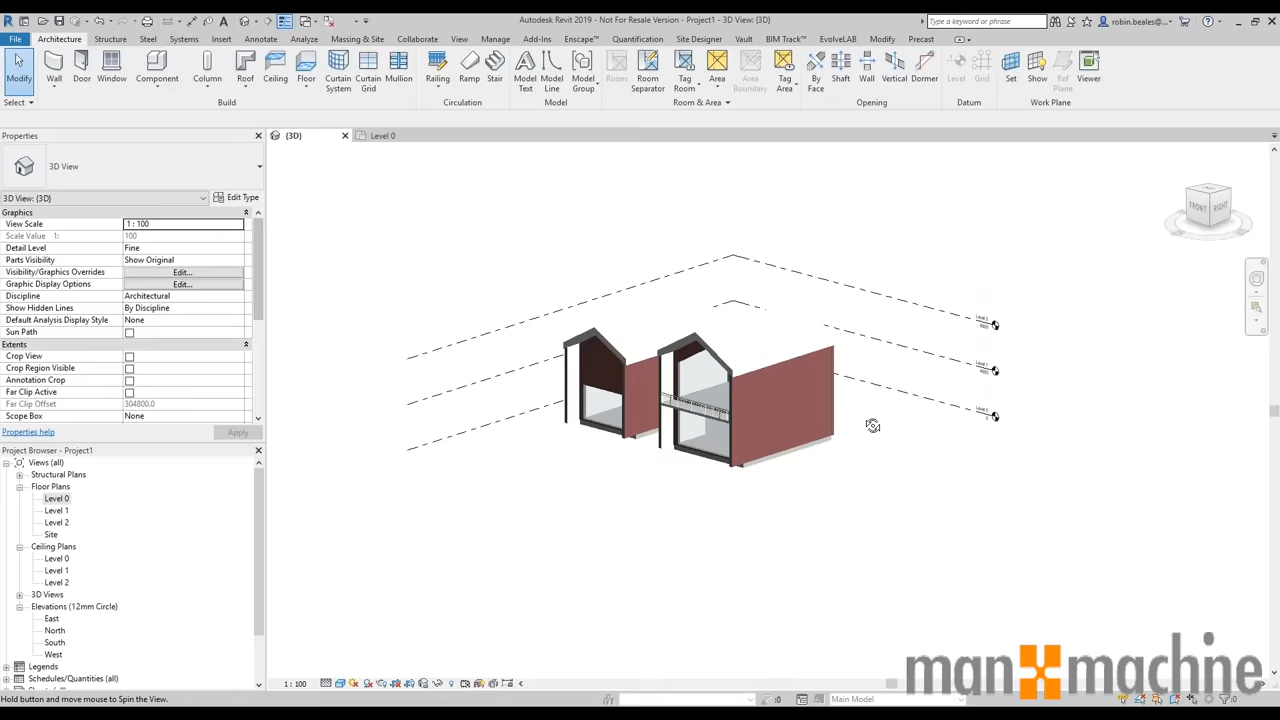 Autodesk Revit 2019 - Not For Resale Version - Project1 - 3D View: {3D}
Type a keyword or phrase
robin.beales@...
File Architecture Structure Steel Systems Insert Annotate Analyze Massing & Site Collaborate View Manage Add-Ins Enscape™ Quantification Site Designer Vault BIM Track™ EvolveLAB Modify Precast
Modify Wall Door Window Component Column Roof Ceiling Floor Curtain System Curtain Grid Mullion Railing Ramp Stair Model Text Model Line Model Group Room Room Separator Tag Room Area Area Boundary Tag Area By Face Shaft Wall Vertical Dormer Level Grid Set Show Ref Plane Viewer
Select Build Circulation Model Room & Area Opening Datum Work Plane
Properties
{3D}
Level 0
3D View
3D View: {3D}
Edit Type
Graphics
View Scale 1 : 100
Scale Value 1: 100
Detail Level Fine
Parts Visibility Show Original
Visibility/Graphics Overrides Edit...
Graphic Display Options Edit...
Discipline Architectural
Show Hidden Lines By Discipline
Default Analysis Display Style None
Sun Path
Extents
Crop View
Crop Region Visible
Annotation Crop
Far Clip Active
Far Clip Offset 304800.0
Scope Box None
Properties help
Apply
FRONT RIGHT
Project Browser - Project1
Views (all)
Structural Plans
Floor Plans
Level 0
Level 1
Level 2
Site
Ceiling Plans
Level 0
Level 1
Level 2
3D Views
Elevations (12mm Circle)
East
North
South
West
Legends
Schedules/Quantities (all)
1 : 100
man machine
Hold button and move mouse to Spin the View.
:0
Main Model
:0